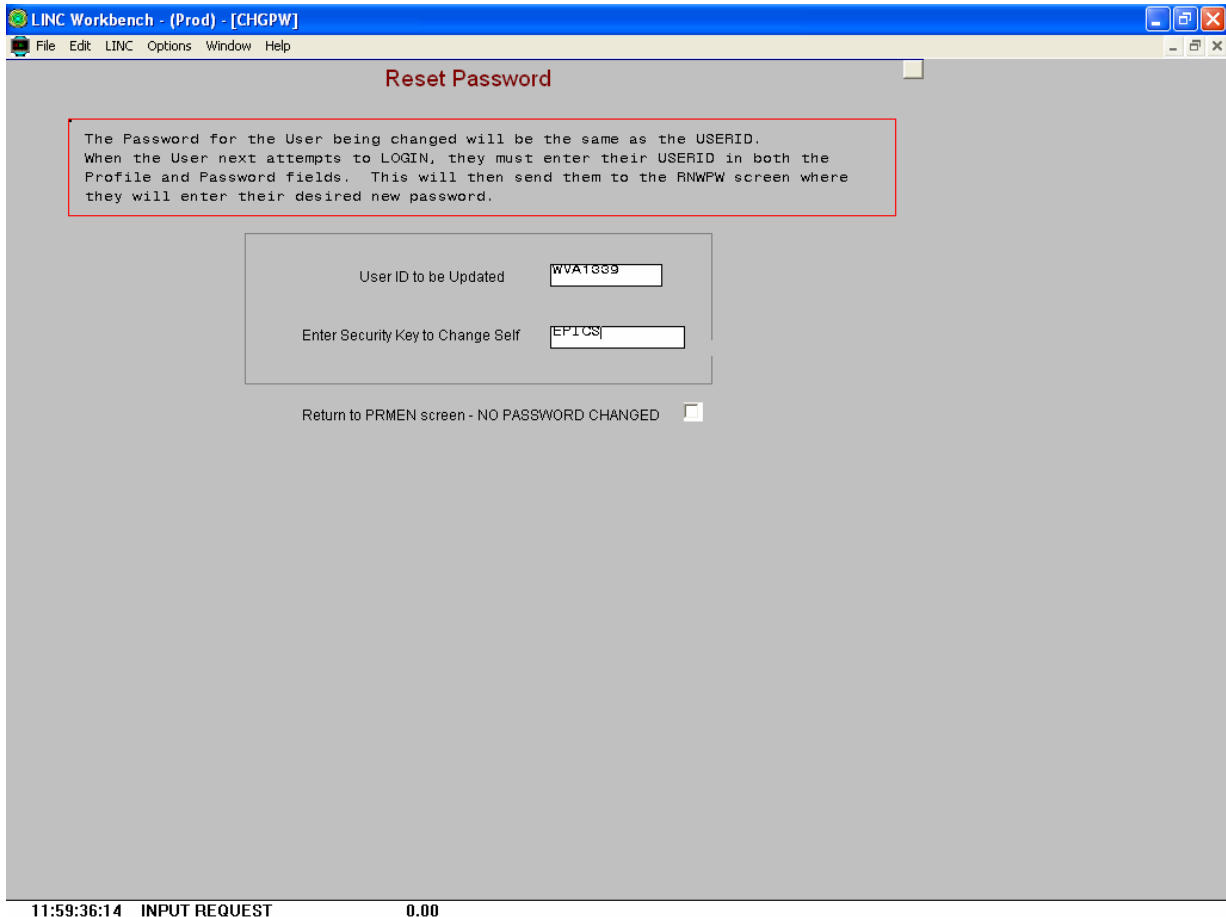 LINC Workbench - (Prod) - [CHGPW]
File Edit LINC Options Window Help
Reset Password
The Password for the User being changed will be the same as the USERID.
When the User next attempts to LOGIN, they must enter their USERID in both the
Profile and Password fields. This will then send them to the RNWPW screen where
they will enter their desired new password.
User ID to be Updated WVA1339
Enter Security Key to Change Self EPICS
Return to PRMEN screen - NO PASSWORD CHANGED
11:59:36:14 INPUT REQUEST 0.00